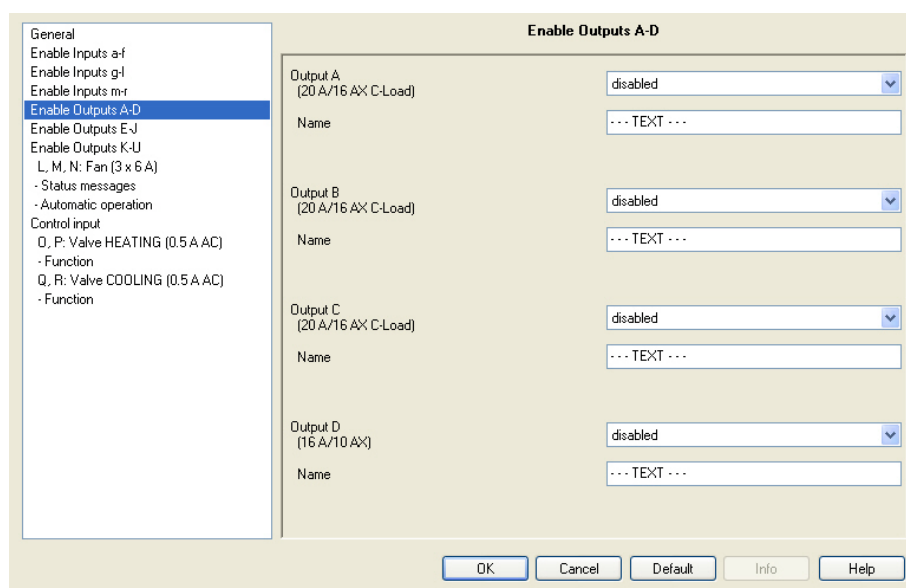 General
Enable Inputs a-f
Enable Inputs g-l
Enable Inputs m-r
Enable Outputs A-D
Enable Outputs E-J
Enable Outputs K-U
L, M, N: Fan (3 x 6 A)
- Status messages
- Automatic operation
Control input
O, P: Valve HEATING (0.5 A AC)
- Function
Q, R: Valve COOLING (0.5 A AC)
- Function
Enable Outputs A-D
Output A
(20 A/16 AX C-Load)
disabled
Name
- - - TEXT - - -
Output B
(20 A/16 AX C-Load)
disabled
Name
- - - TEXT - - -
Output C
(20 A/16 AX C-Load)
disabled
Name
- - - TEXT - - -
Output D
(16 A/10 AX)
disabled
Name
- - - TEXT - - -
OK
Cancel
Default
Info
Help